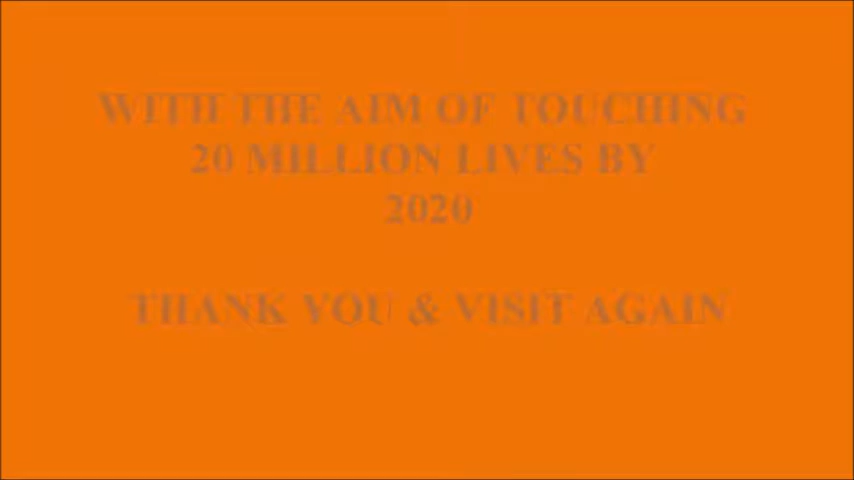 WITH THE AIM OF TOUCHING
20 MILLION LIVES BY
2020
THANK YOU & VISIT AGAIN